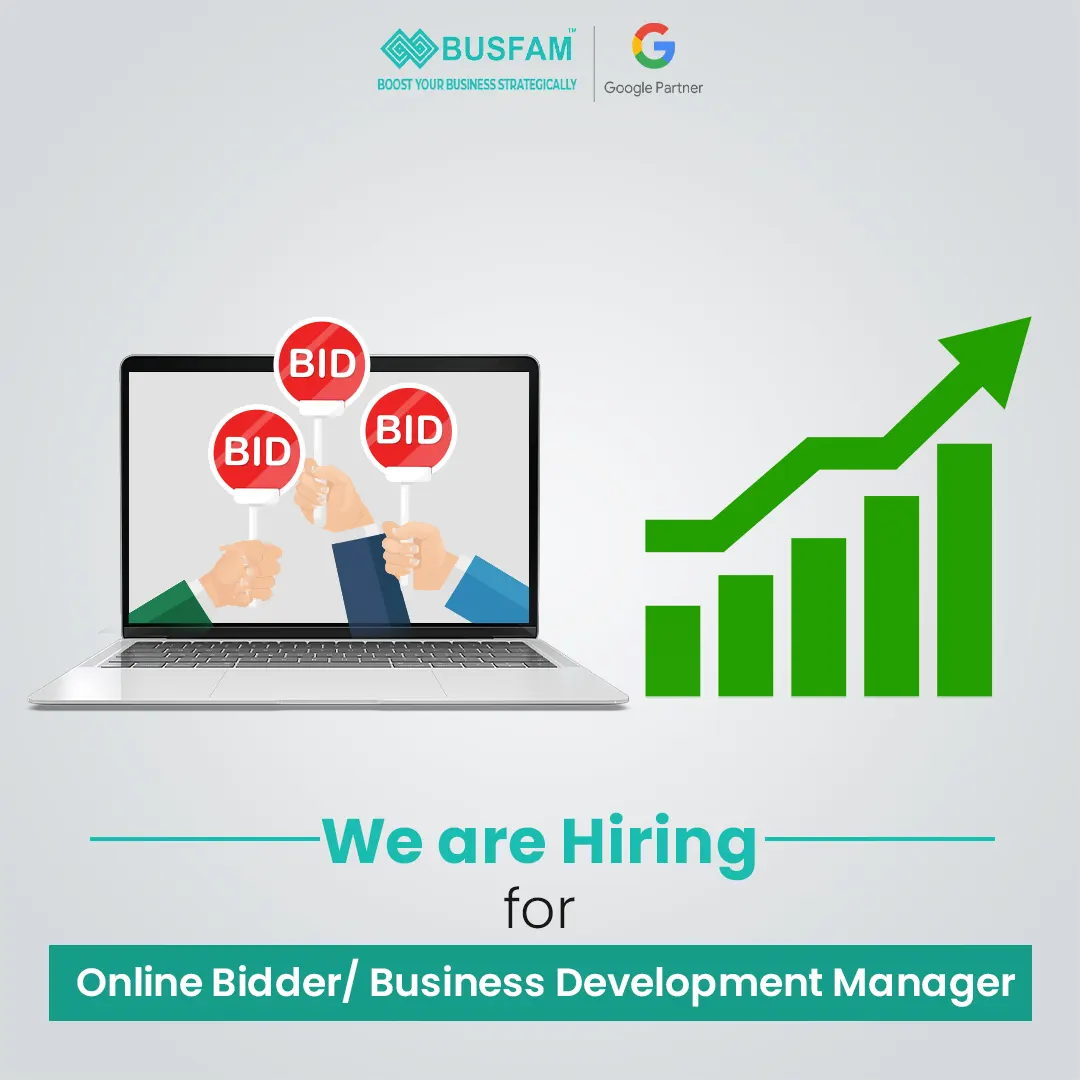 BUSFAM™
BOOST YOUR BUSINESS STRATEGICALLY
Google Partner
BID
BID
BID
We are Hiring
for
Online Bidder/ Business Development Manager